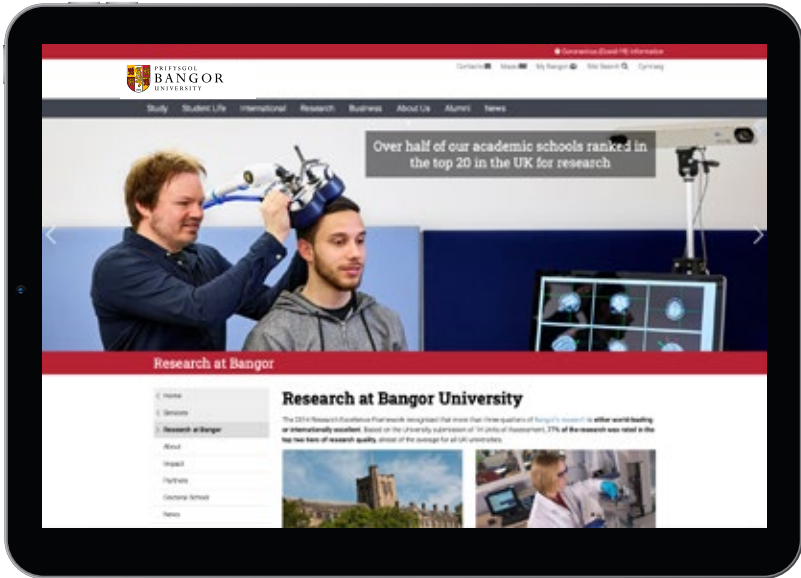 Coronavirus (Covid-19) Information
PRIFYSGOL
BANGOR
UNIVERSITY
Contacts Maps My Bangor Site Search Cymraeg
Study Student Life International Research Business About Us Alumni News
Over half of our academic schools ranked in
the top 20 in the UK for research
Research at Bangor
Home
Services
Research at Bangor
About
Impact
Partners
Doctoral School
News
Research at Bangor University
The 2014 Research Excellence Framework recognised that more than three-quarters of Bangor's research is either world-leading
or internationally excellent. Based on the University submission of 14 Units of Assessment, 77% of the research was rated in the
top two tiers of research quality, ahead of the average for all UK universities.